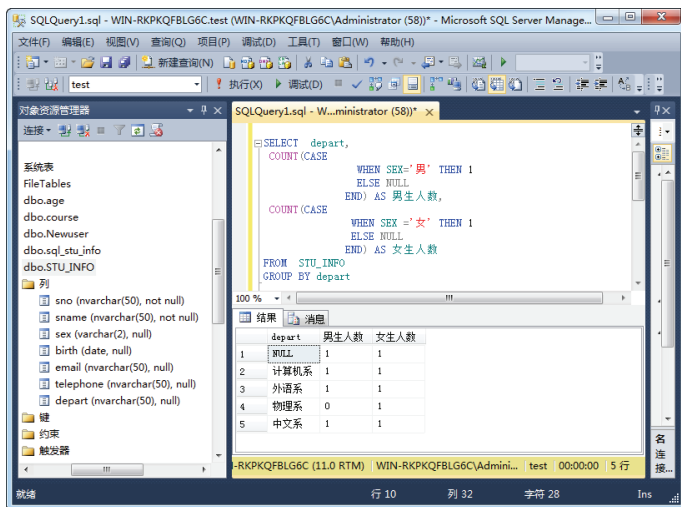 SQLQuery1.sql - WIN-RKPKQFBLG6C.test (WIN-RKPKQFBLG6C\Administrator (58))* - Microsoft SQL Server Manage...
文件(F) 编辑(E) 视图(V) 查询(Q) 项目(P) 调试(D) 工具(T) 窗口(W) 帮助(H)
新建查询(N)
test
执行(X) 调试(D)
对象资源管理器
连接
系统表
FileTables
dbo.age
dbo.course
dbo.Newuser
dbo.sql_stu_info
dbo.STU_INFO
列
sno (nvarchar(50), not null)
sname (nvarchar(50), not null)
sex (varchar(2), null)
birth (date, null)
email (nvarchar(50), null)
telephone (nvarchar(50), null)
depart (nvarchar(50), null)
键
约束
触发器
SQLQuery1.sql - W...ministrator (58))*
SELECT depart,
COUNT(CASE
WHEN SEX='男' THEN 1
ELSE NULL
END) AS 男生人数,
COUNT(CASE
WHEN SEX ='女' THEN 1
ELSE NULL
END) AS 女生人数
FROM STU_INFO
GROUP BY depart
100 %
结果 消息
depart 男生人数 女生人数
1 NULL 1 1
2 计算机系 1 1
3 外语系 1 1
4 物理系 0 1
5 中文系 1 1
I-RKPKQFBLG6C (11.0 RTM) WIN-RKPKQFBLG6C\Admini... test 00:00:00 5 行
名
连
接...
就绪 行 10 列 32 字符 28 Ins